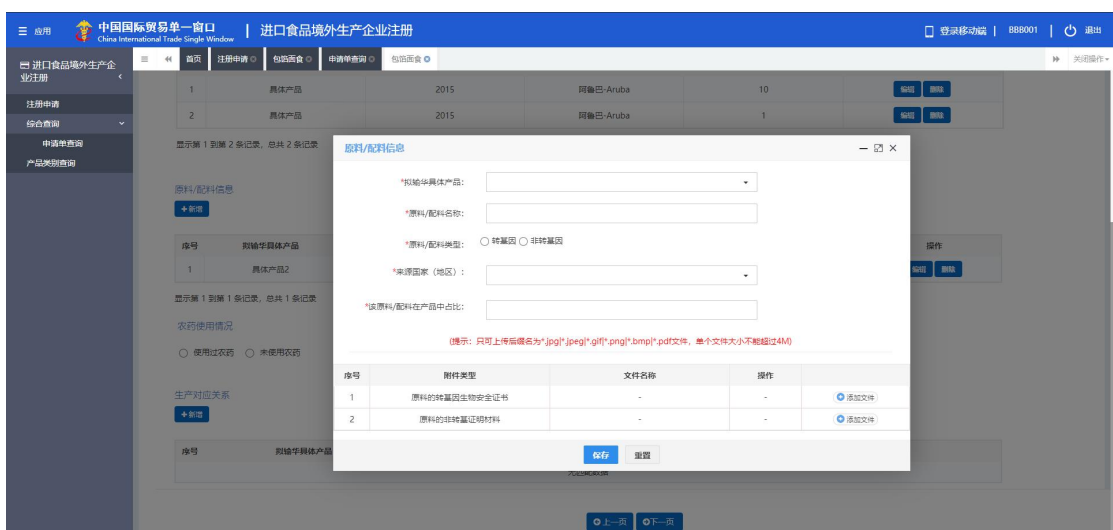 应用
中国国际贸易单一窗口
China International Trade Single Window
进口食品境外生产企业注册
登录移动端
BBB001
退出
进口食品境外生产企业注册
注册申请
综合查询
申请单查询
产品类别查询
首页
注册申请
包馅面食
申请单查询
包馅面食
关闭操作
1 具体产品 2015 阿鲁巴-Aruba 10 编辑 删除
2 具体产品 2015 阿鲁巴-Aruba 1 编辑 删除
显示第 1 到第 2 条记录，总共 2 条记录
原料/配料信息
+新增
序号 拟输华具体产品 操作
1 具体产品2 编辑 删除
显示第 1 到第 1 条记录，总共 1 条记录
农药使用情况
使用过农药 未使用农药
生产对应关系
+新增
序号 拟输华具体产品
原料/配料信息
*拟输华具体产品：
*原料/配料名称：
*原料/配料类型： 转基因 非转基因
*来源国家（地区）：
*该原料/配料在产品中占比：
(提示：只可上传后缀名为*.jpg|*.jpeg|*.gif|*.png|*.bmp|*.pdf文件，单个文件大小不能超过4M)
序号 附件类型 文件名称 操作
1 原料的转基因生物安全证书 - - 添加文件
2 原料的非转基证明材料 - - 添加文件
保存 重置
上一页 下一页